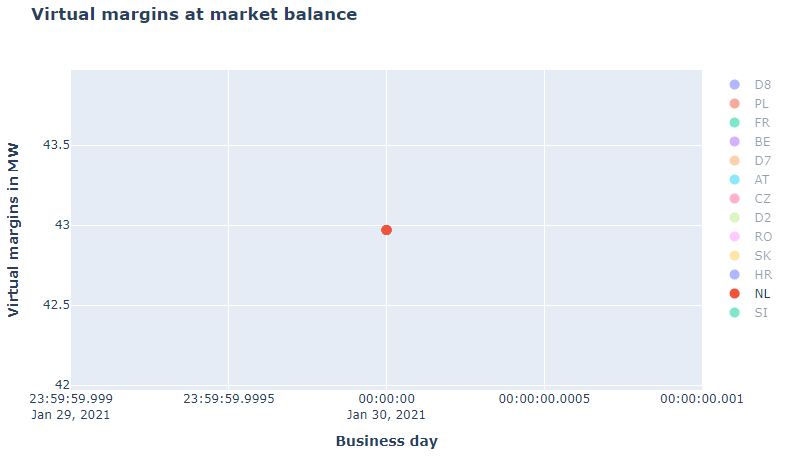 Virtual margins at market balance
Virtual margins in MW
43.5
43
42.5
42
23:59:59.999
Jan 29, 2021
23:59:59.9995
00:00:00
Jan 30, 2021
00:00:00.0005
00:00:00.001
Business day
D8
PL
FR
BE
D7
AT
CZ
D2
RO
SK
HR
NL
SI